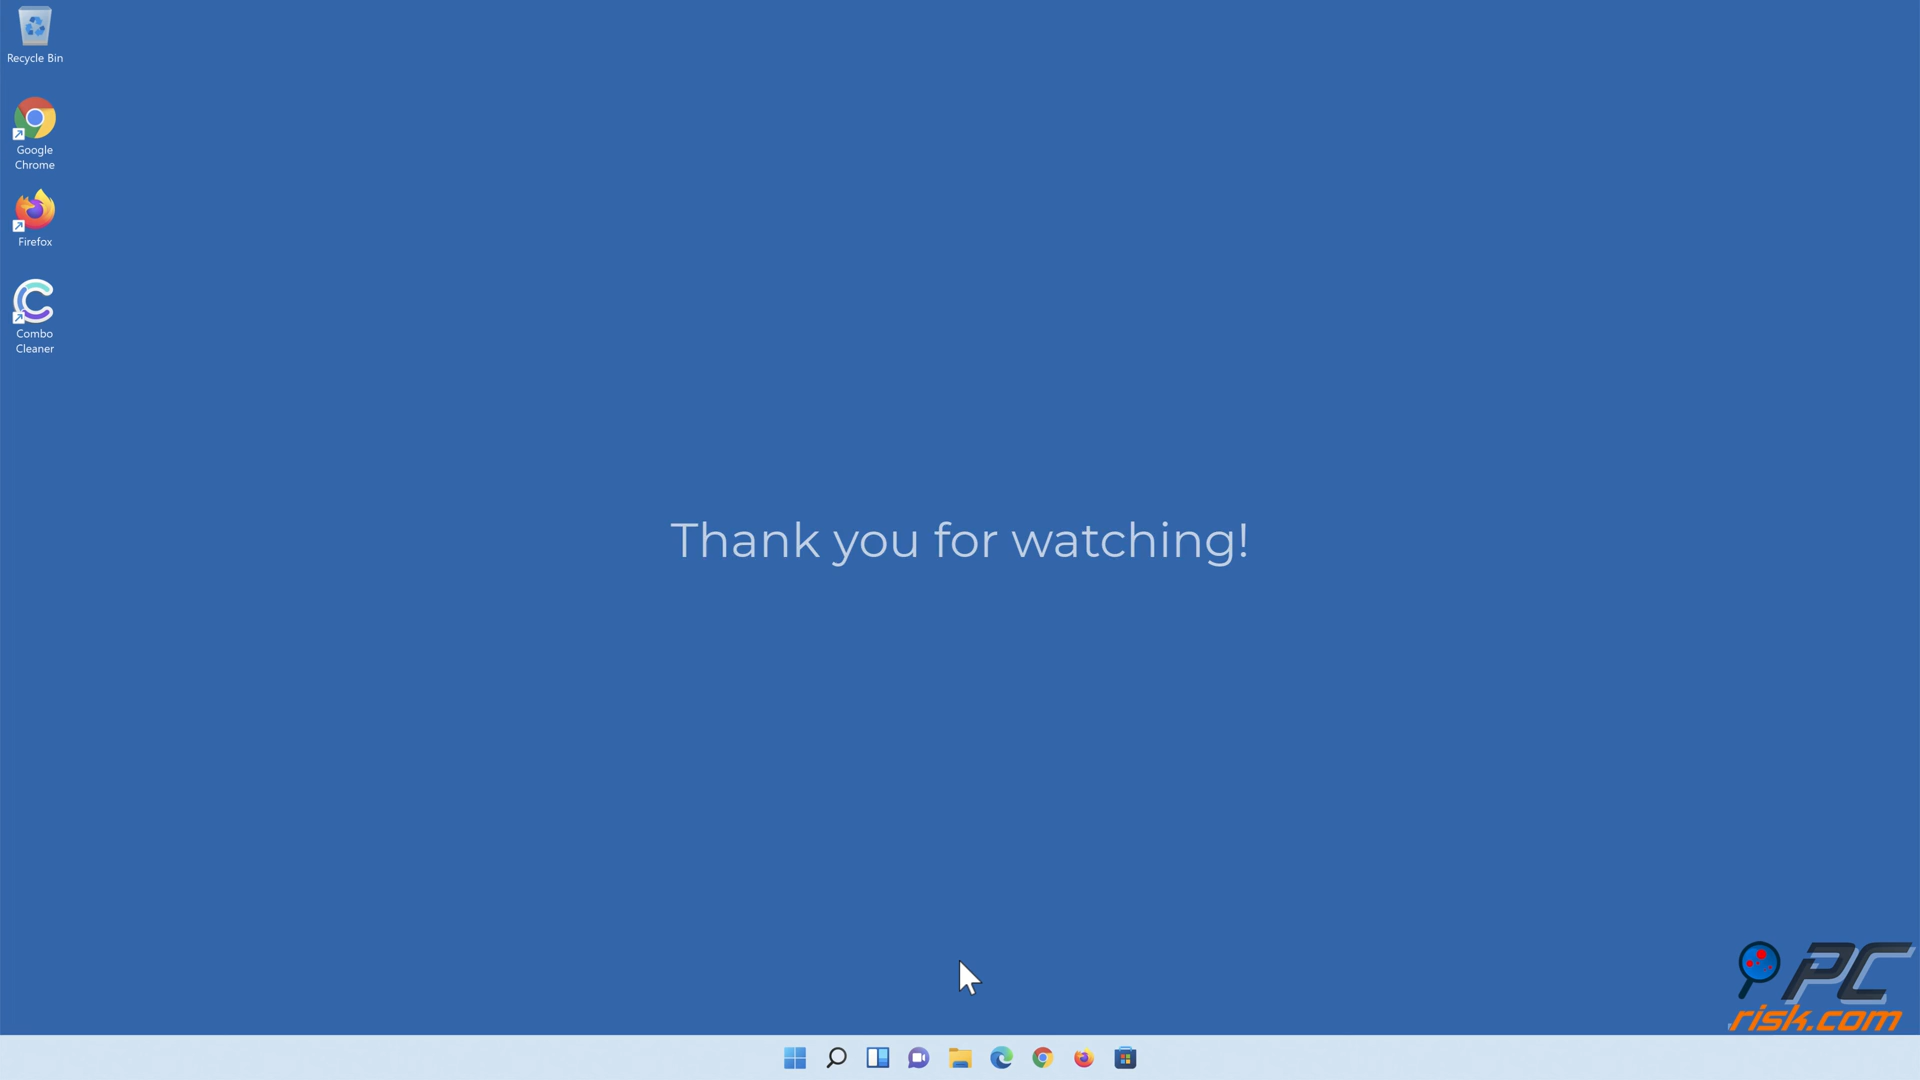 Recycle Bin
Google
Chrome
Firefox
Combo
Cleaner
Thank you for watching!
PC
risk.com